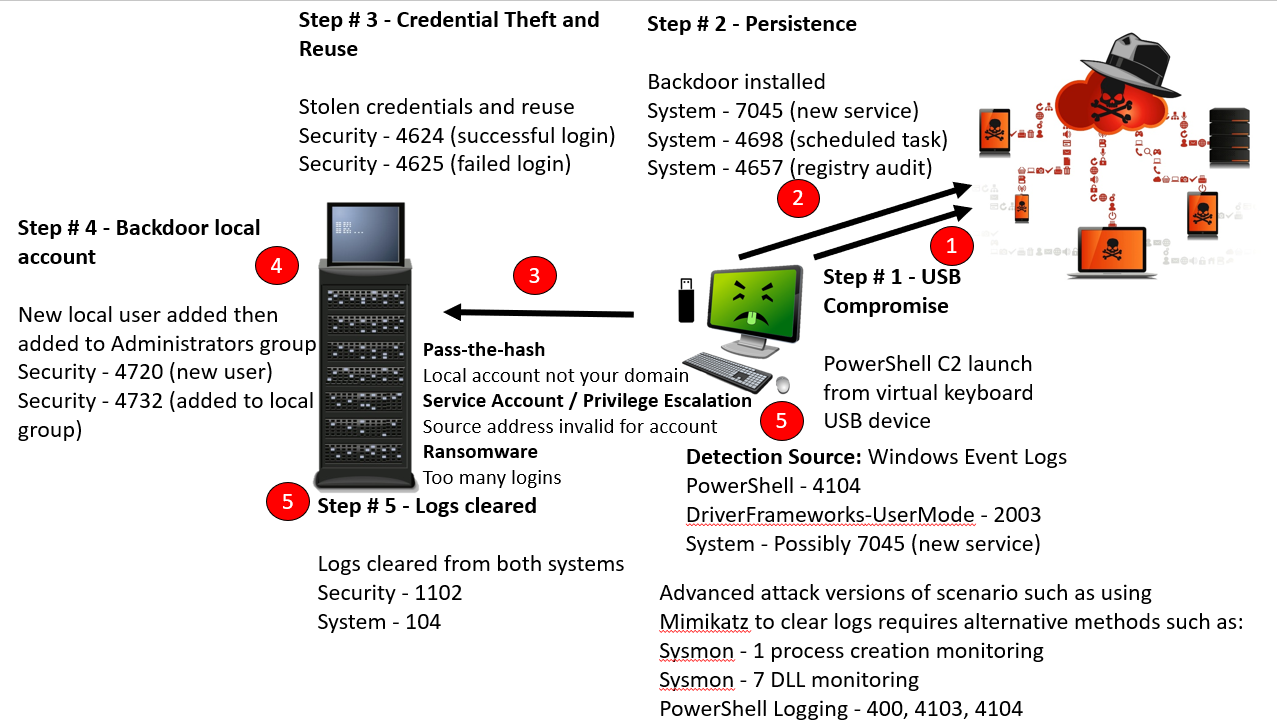 Step # 3 - Credential Theft and
Reuse
Stolen credentials and reuse
Security - 4624 (successful login)
Security - 4625 (failed login)
Step # 2 - Persistence
Backdoor installed
System - 7045 (new service)
System - 4698 (scheduled task)
System - 4657 (registry audit)
2
1
Step # 4 - Backdoor local
account
4
New local user added then
added to Administrators group
Security - 4720 (new user)
Security - 4732 (added to local
group)
3
Pass-the-hash
Local account not your domain
Service Account / Privilege Escalation
Source address invalid for account
Ransomware
Too many logins
Step # 1 - USB
Compromise
PowerShell C2 launch
from virtual keyboard
USB device
5
Detection Source: Windows Event Logs
PowerShell - 4104
DriverFrameworks-UserMode - 2003
System - Possibly 7045 (new service)
5
Step # 5 - Logs cleared
Logs cleared from both systems
Security - 1102
System - 104
Advanced attack versions of scenario such as using
Mimikatz to clear logs requires alternative methods such as:
Sysmon - 1 process creation monitoring
Sysmon - 7 DLL monitoring
PowerShell Logging - 400, 4103, 4104